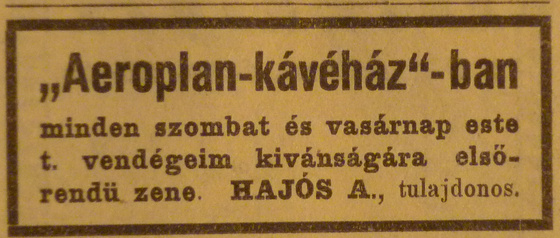 „Aeroplan-kávéház“-ban
minden szombat és vasárnap este
t. vendégeim kivánságára első-
rendü zene. HAJÓS A., tulajdonos.